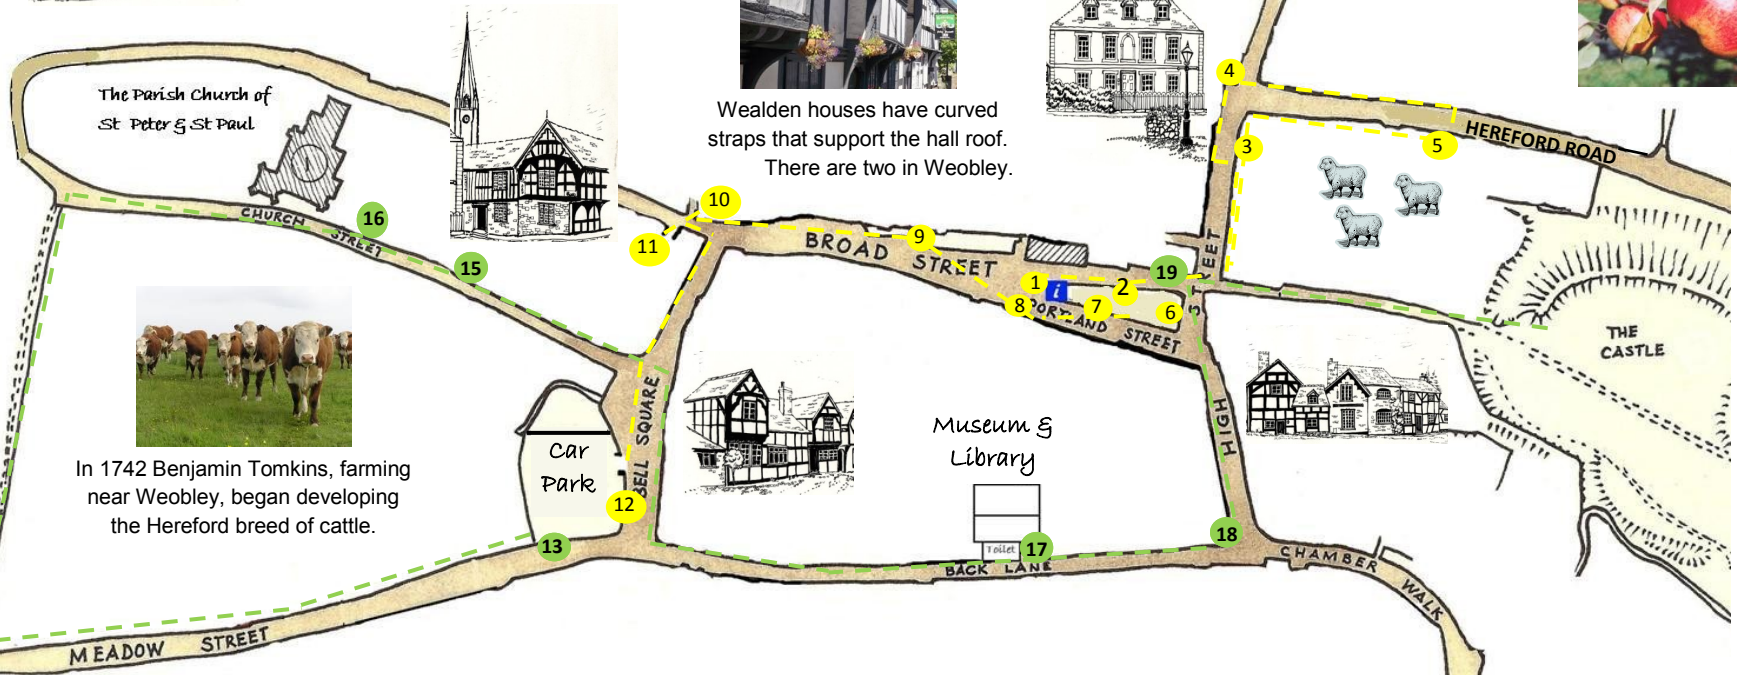 The Parish Church of
St Peter & St Paul
Wealden houses have curved
straps that support the hall roof.
There are two in Weobley.
4
3
5
HEREFORD ROAD
10
11
16
CHURCH
STREET
15
9
BROAD STREET
19
STREET
1
i
2
8
7
6
PORTLAND STREET
THE
CASTLE
In 1742 Benjamin Tomkins, farming
near Weobley, began developing
the Hereford breed of cattle.
Car
Park
BELL SQUARE
12
13
Museum &
Library
HIGH
Toilet
17
18
BACK LANE
CHAMBER WALK
MEADOW STREET